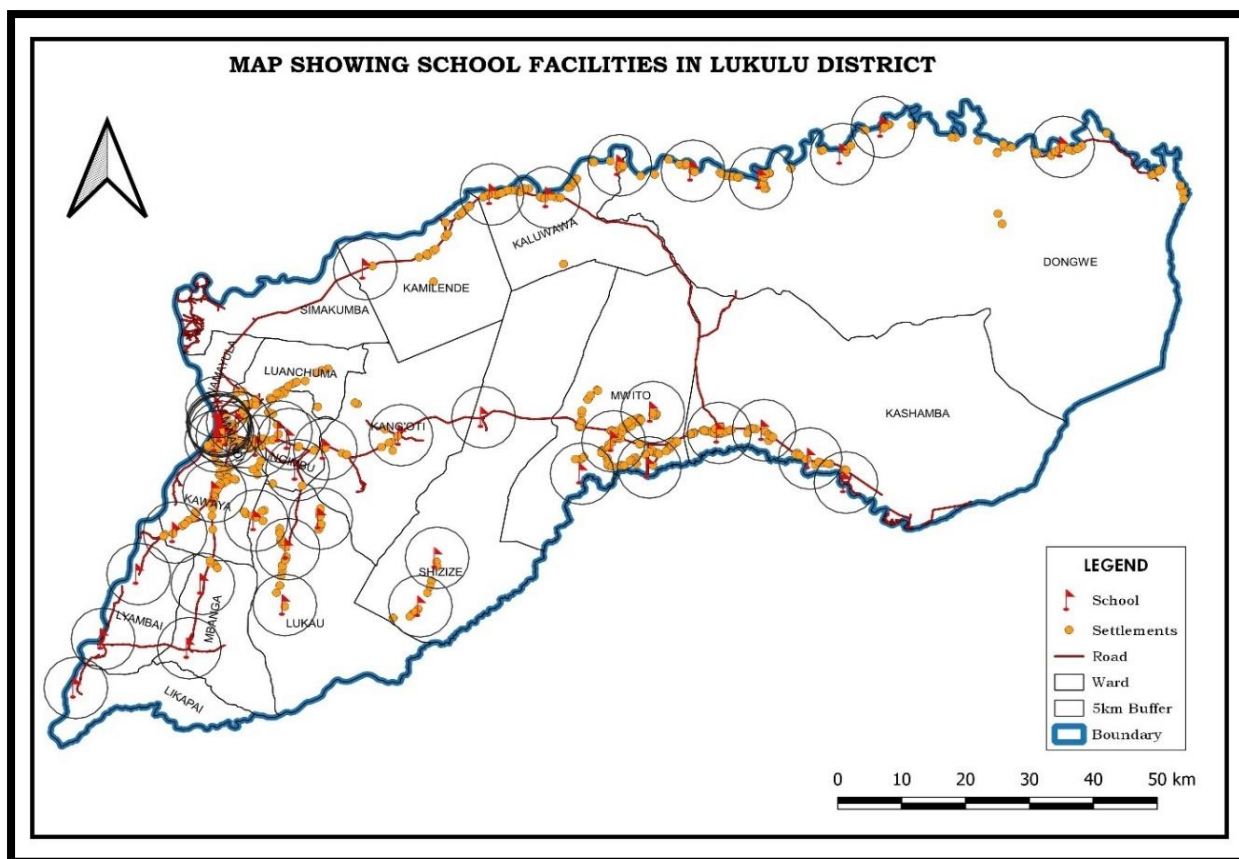 MAP SHOWING SCHOOL FACILITIES IN LUKULU DISTRICT
KALUWAWA
DONGWE
KAMILENDE
SIMAKUMBA
LUANCHUMA
MWITO
KASHAMBA
KANG'OTI
KAWAYA
SHIZIZE
LYAMBAI
MBANGA
LUKAU
LIKAPAI
LEGEND
School
Settlements
Road
Ward
5km Buffer
Boundary
0 10 20 30 40 50 km